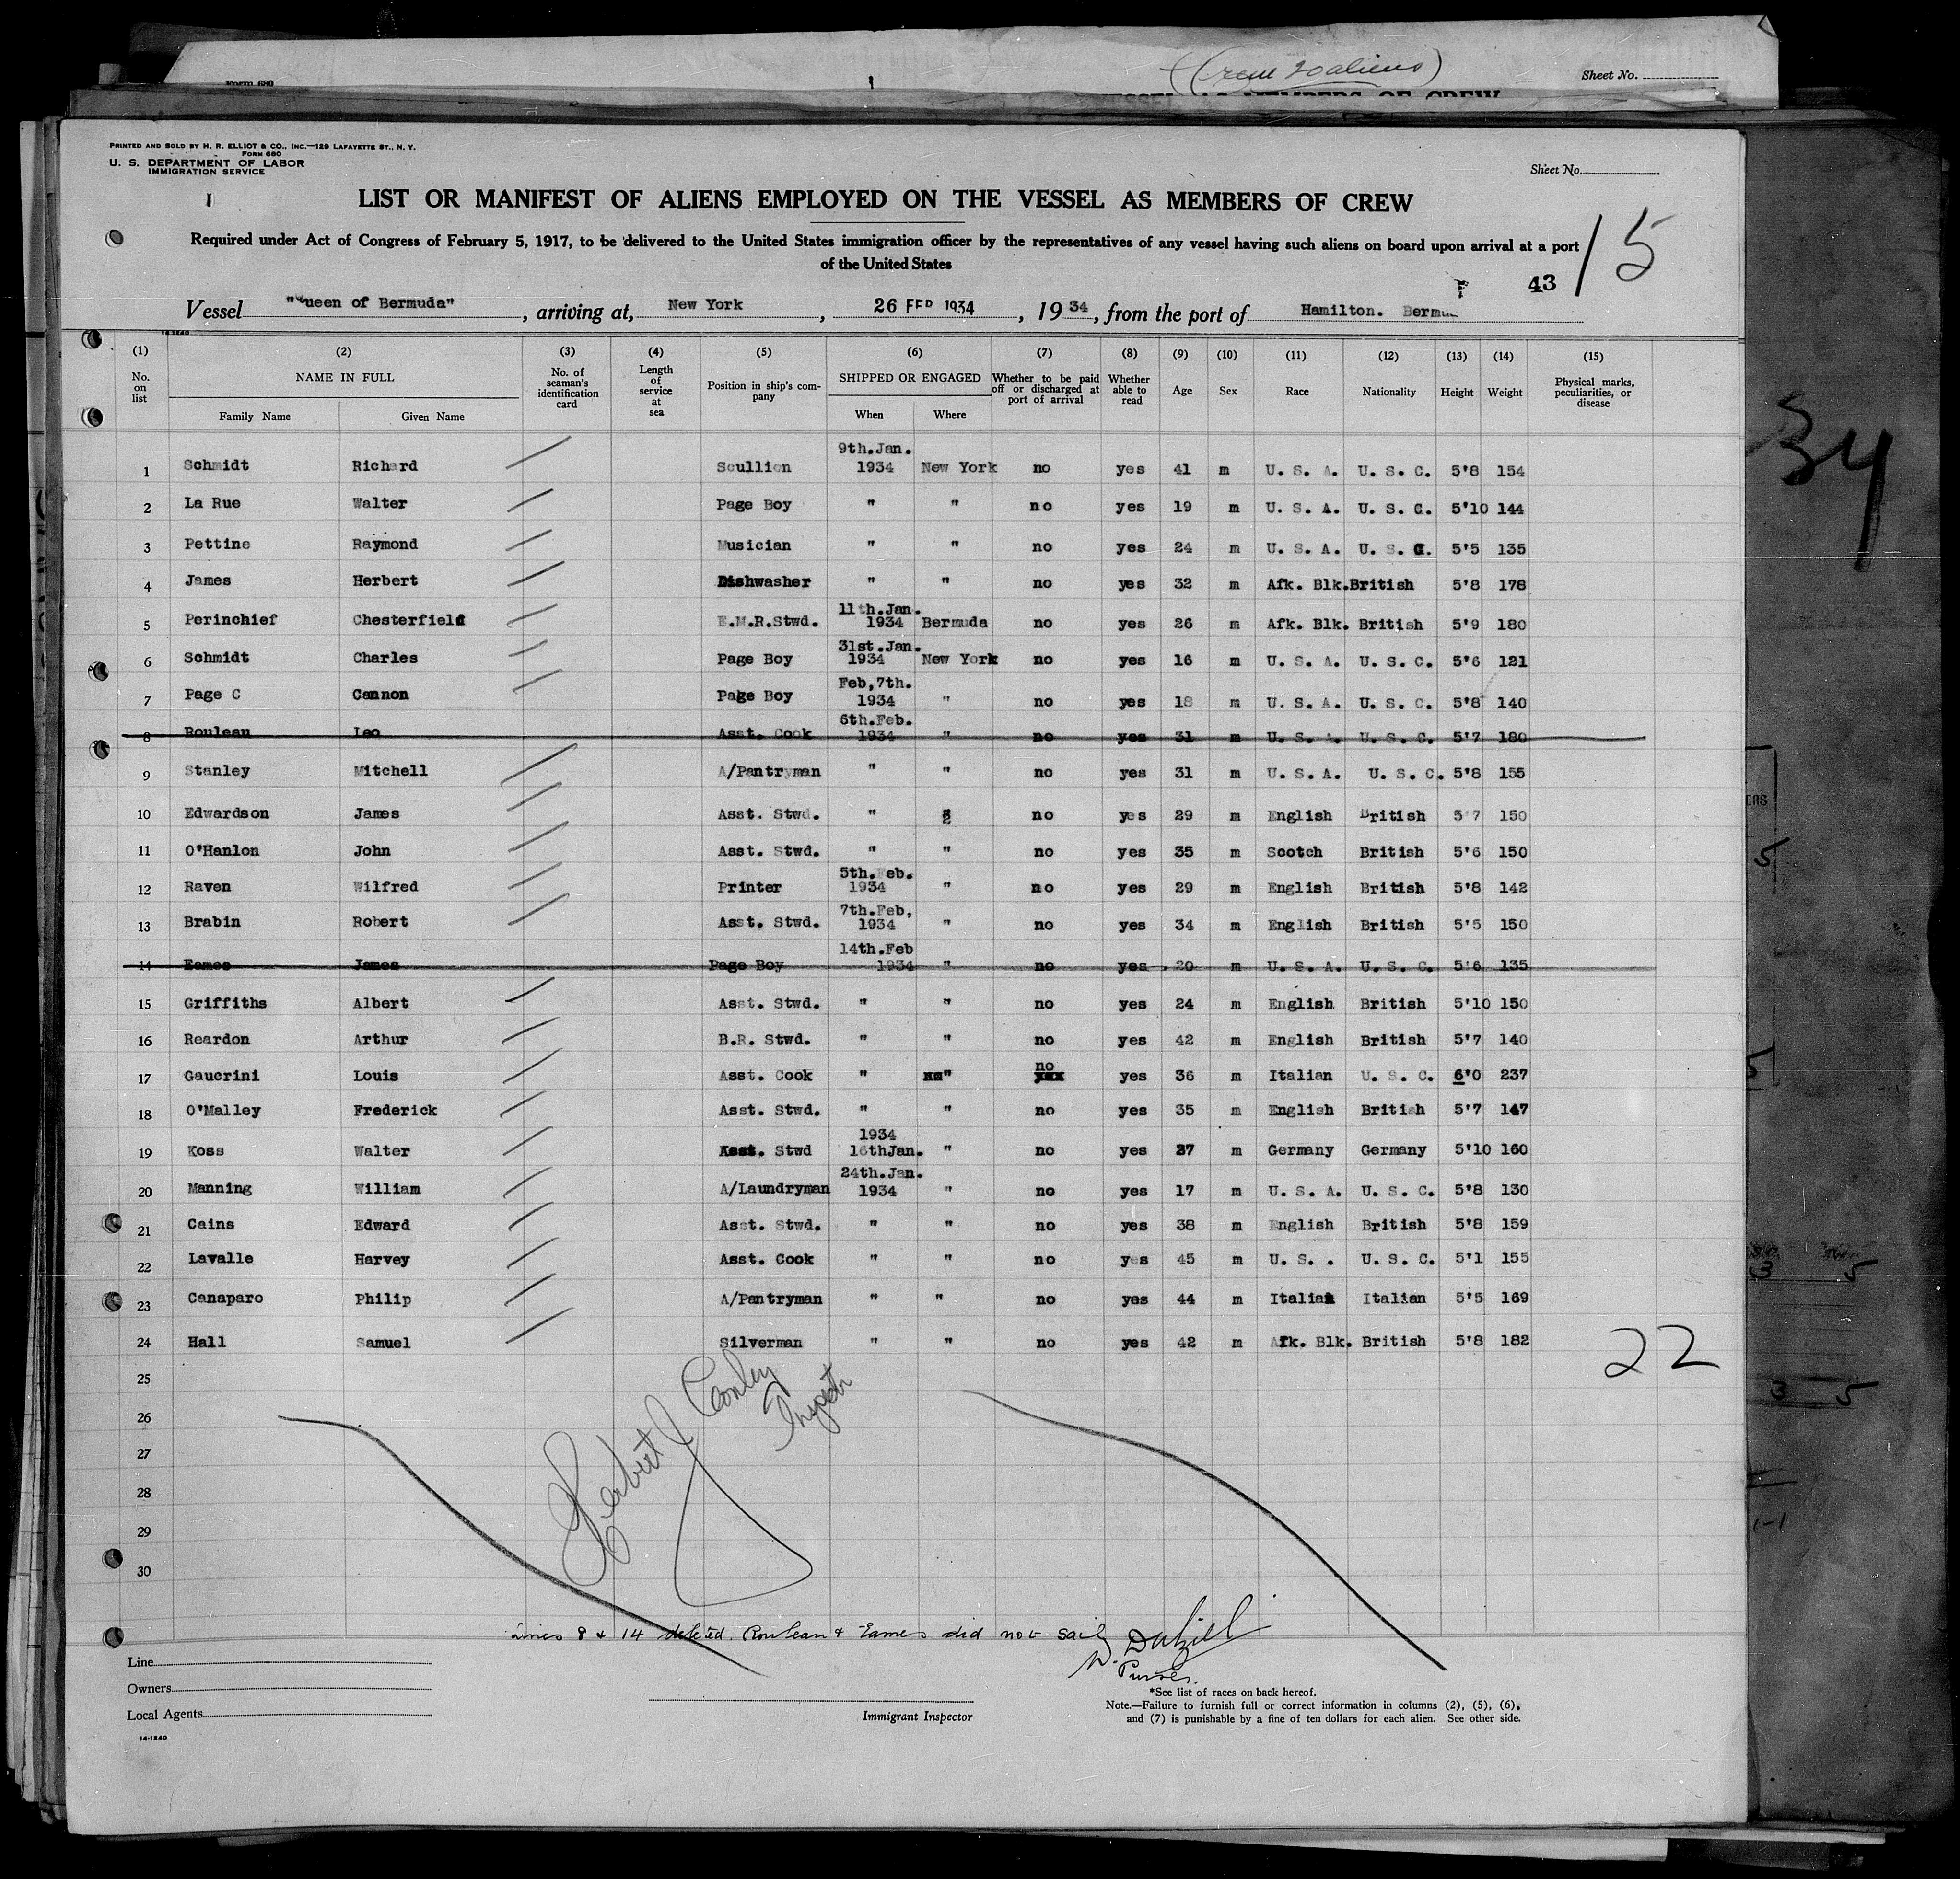 Form 680
(Crew to aliens)
Sheet No.
VESSEL AS MEMBERS OF CREW
PRINTED AND SOLD BY H. R. ELLIOT & CO., INC.—129 LAFAYETTE ST., N. Y.
FORM 680
U. S. DEPARTMENT OF LABOR
IMMIGRATION SERVICE
Sheet No.
LIST OR MANIFEST OF ALIENS EMPLOYED ON THE VESSEL AS MEMBERS OF CREW
Required under Act of Congress of February 5, 1917, to be delivered to the United States immigration officer by the representatives of any vessel having such aliens on board upon arrival at a port
of the United States
43 15
Vessel "Queen of Bermuda", arriving at, New York, 26 FEB 1934, 1934, from the port of Hamilton. Bermu
14-1240
(1) (2) (3) (4) (5) (6) (7) (8) (9) (10) (11) (12) (13) (14) (15)
No. on list NAME IN FULL No. of seaman's identification card Length of service at sea Position in ship's company SHIPPED OR ENGAGED Whether to be paid off or discharged at port of arrival Whether able to read Age Sex Race Nationality Height Weight Physical marks, peculiarities, or disease
Family Name Given Name When Where
1 Schmidt Richard Scullion 9th.Jan. 1934 New York no yes 41 m U. S. A. U. S. C. 5'8 154
2 La Rue Walter Page Boy " " no yes 19 m U. S. A. U. S. C. 5'10 144
3 Pettine Raymond Musician " " no yes 24 m U. S. A. U. S. C. 5'5 135
4 James Herbert Dishwasher " " no yes 32 m Afk. Blk. British 5'8 178
5 Perinchief Chesterfield E.M.R.Stwd. 11th.Jan. 1934 Bermuda no yes 26 m Afk. Blk. British 5'9 180
6 Schmidt Charles Page Boy 31st.Jan. 1934 New York no yes 16 m U. S. A. U. S. C. 5'6 121
7 Page C Cannon Page Boy Feb,7th. 1934 " no yes 18 m U. S. A. U. S. C. 5'8 140
8 Rouleau Leo Asst. Cook 6th.Feb. 1934 " no yes 31 m U. S. A. U. S. C. 5'7 180
9 Stanley Mitchell A/Pantryman " " no yes 31 m U. S. A. U. S. C. 5'8 155
10 Edwardson James Asst. Stwd. " " no yes 29 m English British 5'7 150
11 O'Hanlon John Asst. Stwd. " " no yes 35 m Scotch British 5'6 150
12 Raven Wilfred Printer 5th.Feb. 1934 " no yes 29 m English British 5'8 142
13 Brabin Robert Asst. Stwd. 7th.Feb, 1934 " no yes 34 m English British 5'5 150
14 Eames James Page Boy 14th.Feb 1934 " no yes 20 m U. S. A. U. S. C. 5'6 135
15 Griffiths Albert Asst. Stwd. " " no yes 24 m English British 5'10 150
16 Reardon Arthur B.R. Stwd. " " no yes 42 m English British 5'7 140
17 Gaucrini Louis Asst. Cook " " no yes 36 m Italian U. S. C. 6'0 237
18 O'Malley Frederick Asst. Stwd. " " no yes 35 m English British 5'7 147
19 Koss Walter Asst. Stwd 1934 16thJan. " no yes 27 m Germany Germany 5'10 160
20 Manning William A/Laundryman 24th.Jan. 1934 " no yes 17 m U. S. A. U. S. C. 5'8 130
21 Cains Edward Asst. Stwd. " " no yes 38 m English British 5'8 159
22 Lavalle Harvey Asst. Cook " " no yes 45 m U. S. . U. S. C. 5'1 155
23 Canaparo Philip A/Pantryman " " no yes 44 m Italian Italian 5'5 169
24 Hall Samuel Silverman " " no yes 42 m Afk. Blk. British 5'8 182
22
25
26
27
28
29
30
Herbert J Conley
Inspectr
Lines 8 & 14 deleted. Rouleau & Eames did not sail
W. Dalziell
Purser.
Line
Owners
Local Agents
Immigrant Inspector
*See list of races on back hereof.
Note.—Failure to furnish full or correct information in columns (2), (5), (6),
and (7) is punishable by a fine of ten dollars for each alien. See other side.
14-1240
34
ERS
5
5
3 5
3 5
1-1